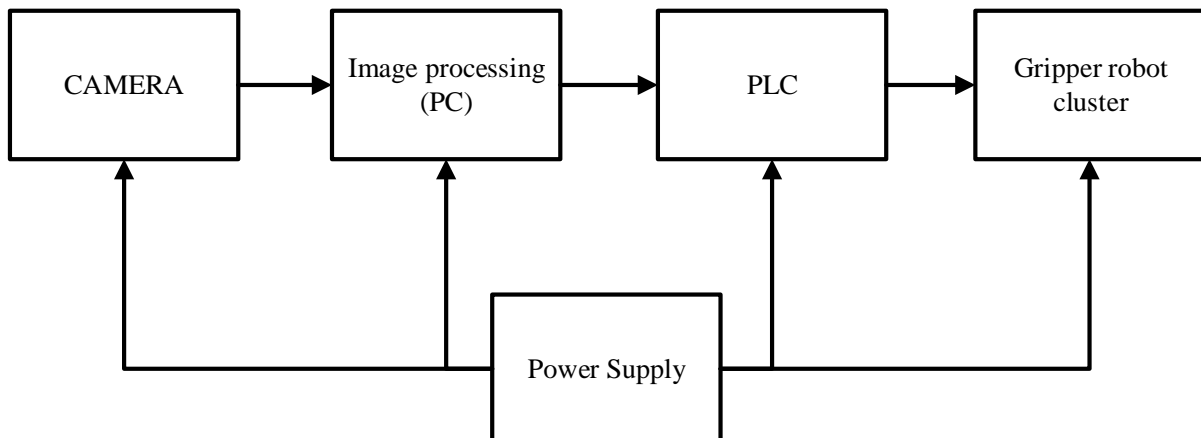 CAMERA
Image processing
(PC)
PLC
Gripper robot
cluster
Power Supply